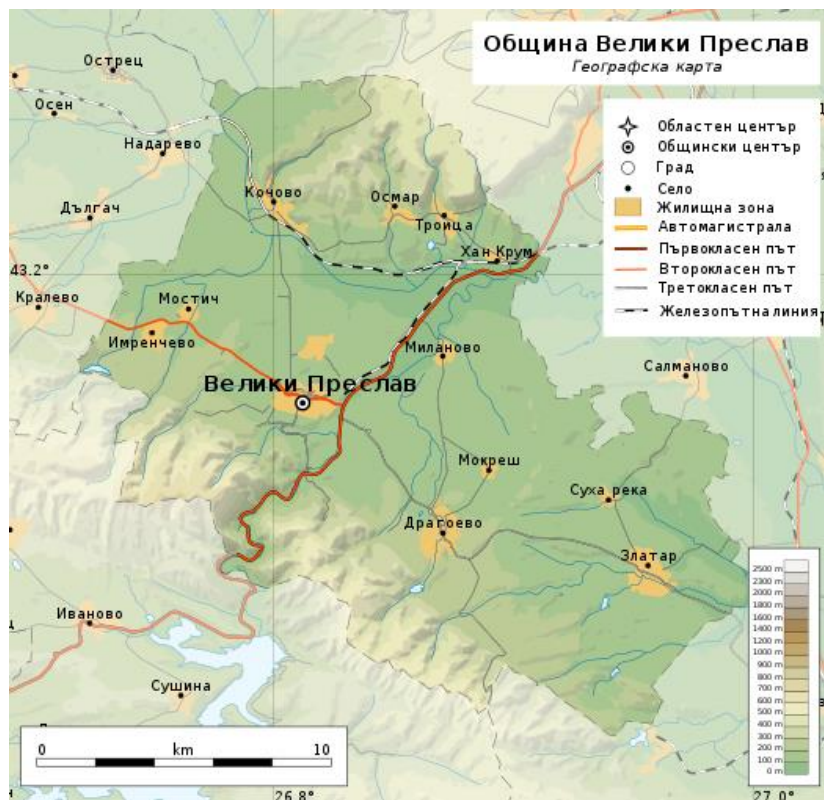 Община Велики Преслав
Географска карта
Областен център
Общински център
Град
Село
Жилищна зона
Автомагистрала
Първокласен път
Второкласен път
Третокласен път
Железопътна линия
Острец
Осен
Надарево
Дългач
Кочово
Осмар
Троица
Хан Крум
43.2°
Кралево
Мостич
Имренчево
Миланово
Салманово
Велики Преслав
Мокреш
Суха река
Драгоево
Златар
Иваново
Сушина
2500 m
2300 m
2000 m
1800 m
1600 m
1400 m
1200 m
1000 m
900 m
800 m
700 m
600 m
500 m
400 m
300 m
200 m
100 m
0 m
0 km 10
26.8°
27.0°